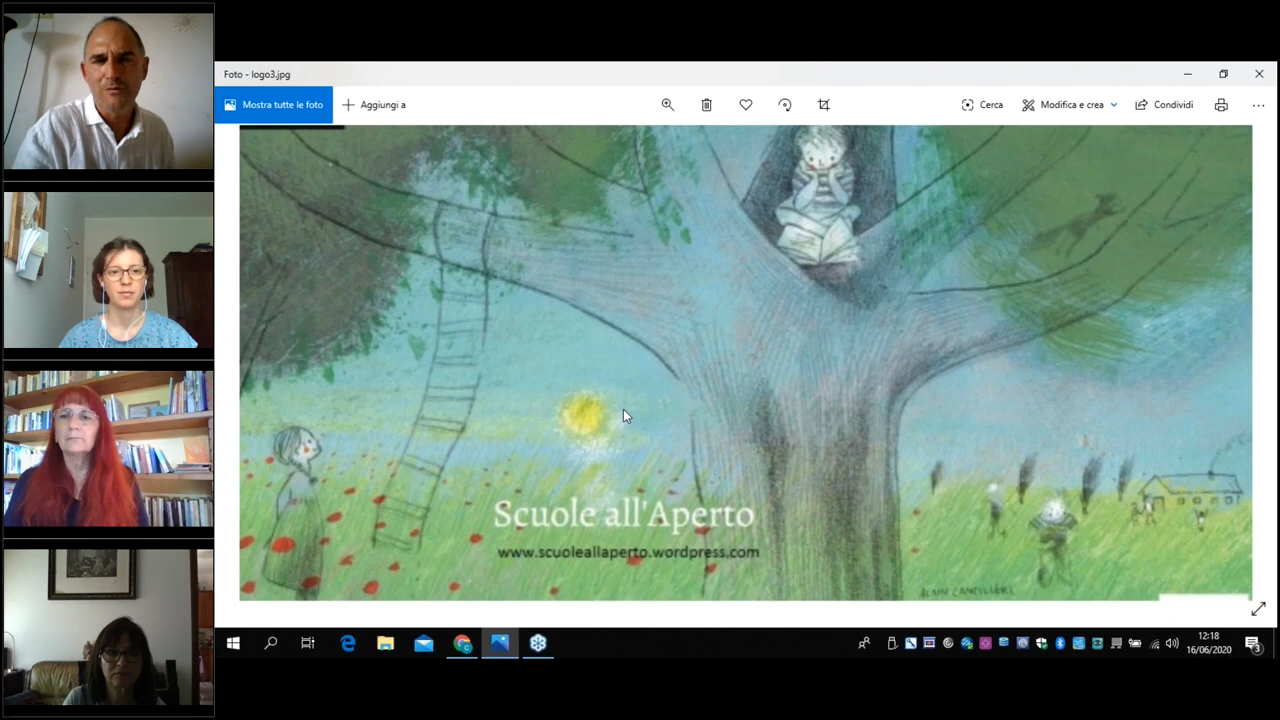 Foto - logo3.jpg
Mostra tutte le foto
Aggiungi a
Cerca
Modifica e crea
Condividi
Scuole all'Aperto
www.scuoleallaperto.wordpress.com
12:18
16/06/2020
3